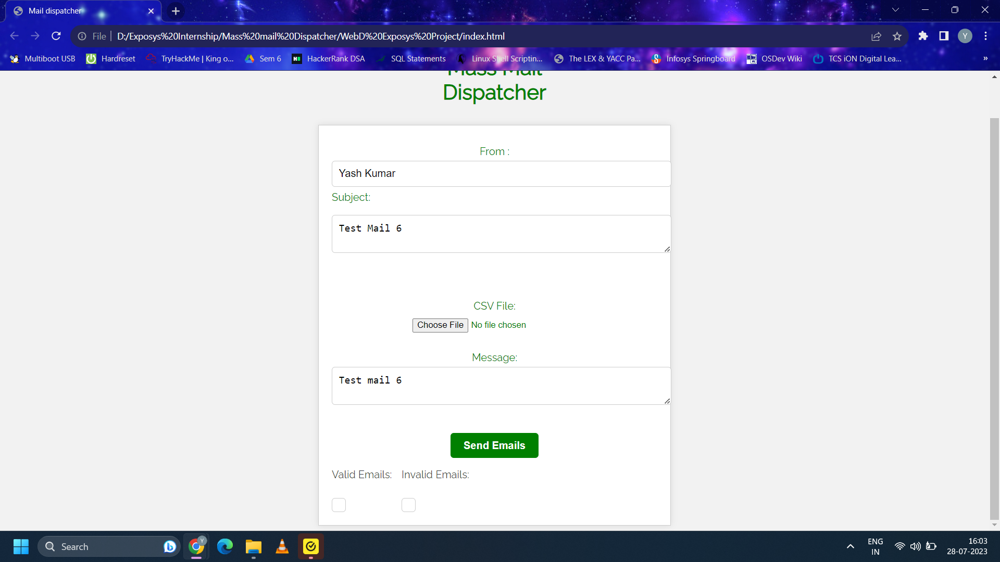 Mail dispatcher
File
D:/Exposys%20Internship/Mass%20mail%20Dispatcher/WebD%20Exposys%20Project/index.html
Y
Multiboot USB
Hardreset
TryHackMe | King o...
Sem 6
HackerRank DSA
SQL Statements
Linux Shell Scriptin...
The LEX & YACC Pa...
Infosys Springboard
OSDev Wiki
TCS iON Digital Lea...
»
Mass Mail
Dispatcher
From :
Yash Kumar
Subject:
Test Mail 6
CSV File:
Choose File No file chosen
Message:
Test mail 6
Send Emails
Valid Emails: Invalid Emails:
Search
Y
ENG
IN
16:03
28-07-2023